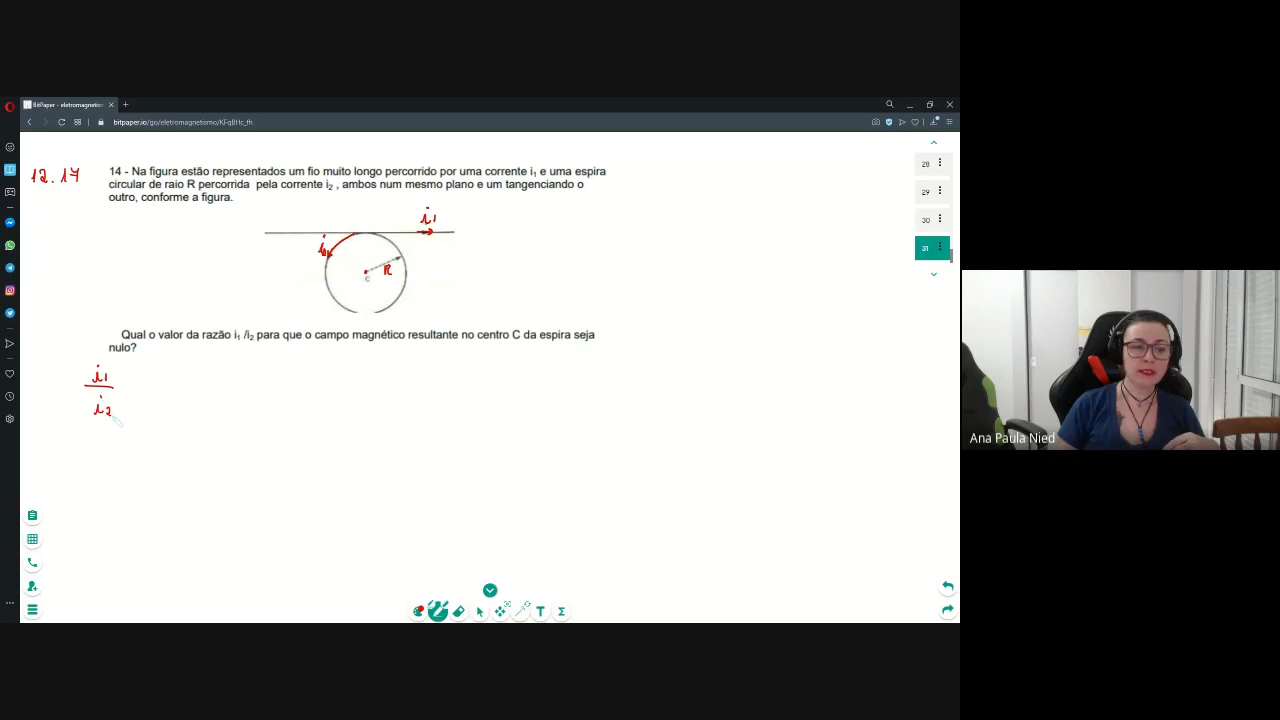 BitPaper - eletromagnetism
bitpaper.io/go/eletromagnetismo/KFqBHc_fh
12.17
14 - Na figura estão representados um fio muito longo percorrido por uma corrente i₁ e uma espira
circular de raio R percorrida pela corrente i₂ , ambos num mesmo plano e um tangenciando o
outro, conforme a figura.
i₁
i₂
R
C
Qual o valor da razão i₁ /i₂ para que o campo magnético resultante no centro C da espira seja
nulo?
i₁
i₂
28
29
30
31
T
Σ
Ana Paula Nied